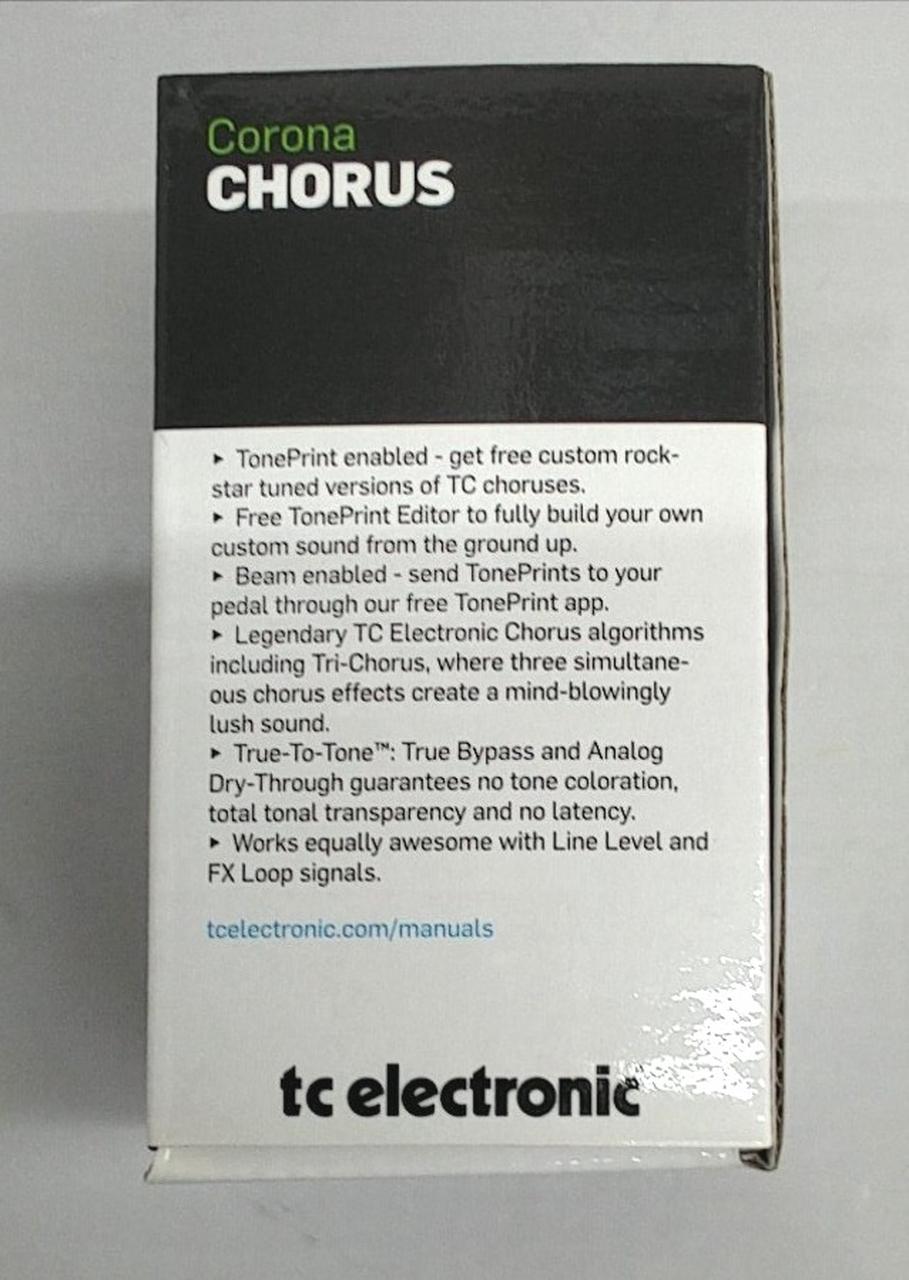 Corona
CHORUS
► TonePrint enabled - get free custom rock-
star tuned versions of TC choruses.
► Free TonePrint Editor to fully build your own
custom sound from the ground up.
► Beam enabled - send TonePrints to your
pedal through our free TonePrint app.
► Legendary TC Electronic Chorus algorithms
including Tri-Chorus, where three simultane-
ous chorus effects create a mind-blowingly
lush sound.
► True-To-Tone™: True Bypass and Analog
Dry-Through guarantees no tone coloration,
total tonal transparency and no latency.
► Works equally awesome with Line Level and
FX Loop signals.
tcelectronic.com/manuals
tc electronic